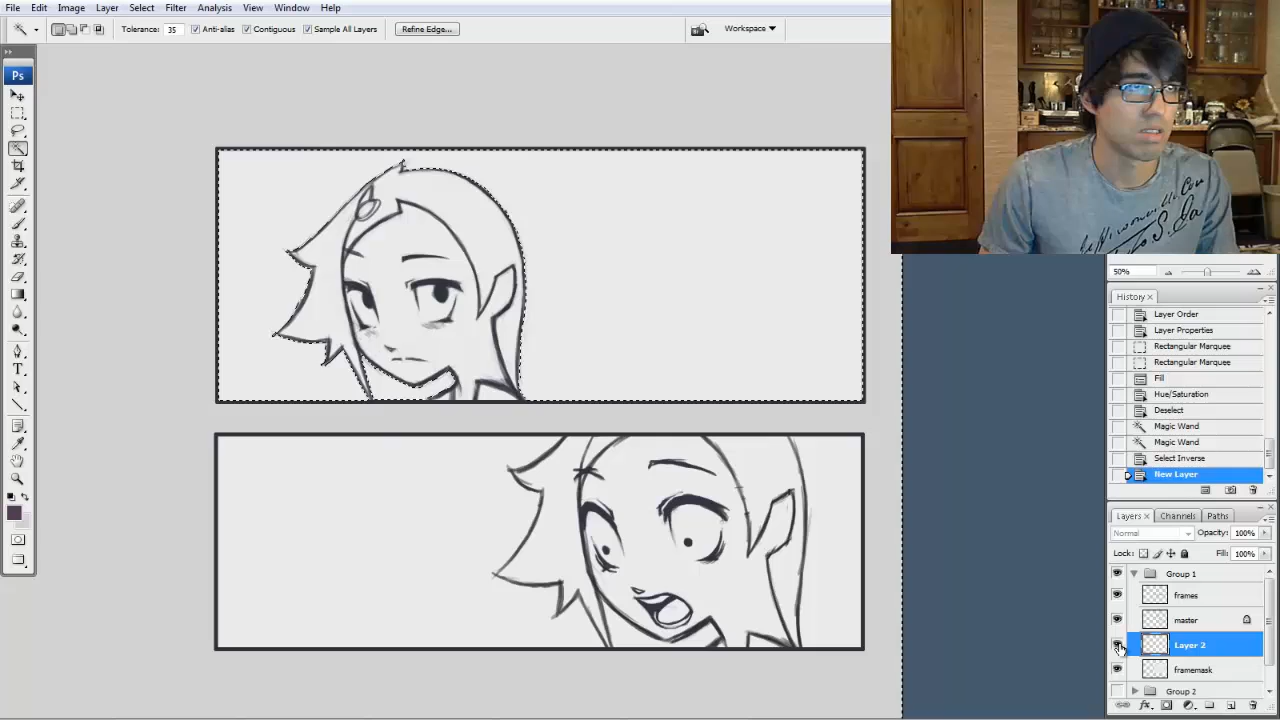 File Edit Image Layer Select Filter Analysis View Window Help
Tolerance: 35 Anti-alias Contiguous Sample All Layers Refine Edge... Workspace
Ps
T
50%
History
Layer Order
Layer Properties
Rectangular Marquee
Rectangular Marquee
Fill
Hue/Saturation
Deselect
Magic Wand
Magic Wand
Select Inverse
New Layer
Layers Channels Paths
Normal Opacity: 100%
Lock: Fill: 100%
Group 1
frames
master
Layer 2
framemask
Group 2
fx